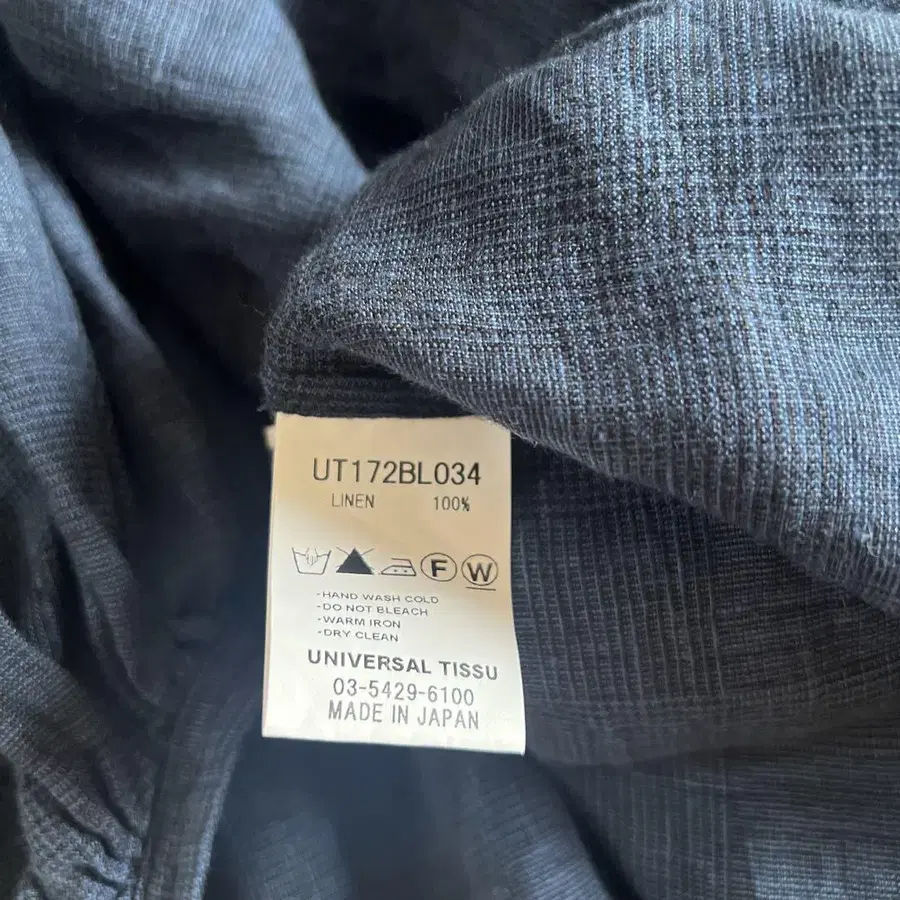 UT172BL034
LINEN 100%
F W
-HAND WASH COLD
-DO NOT BLEACH
-WARM IRON
-DRY CLEAN
UNIVERSAL TISSU
03-5429-6100
MADE IN JAPAN